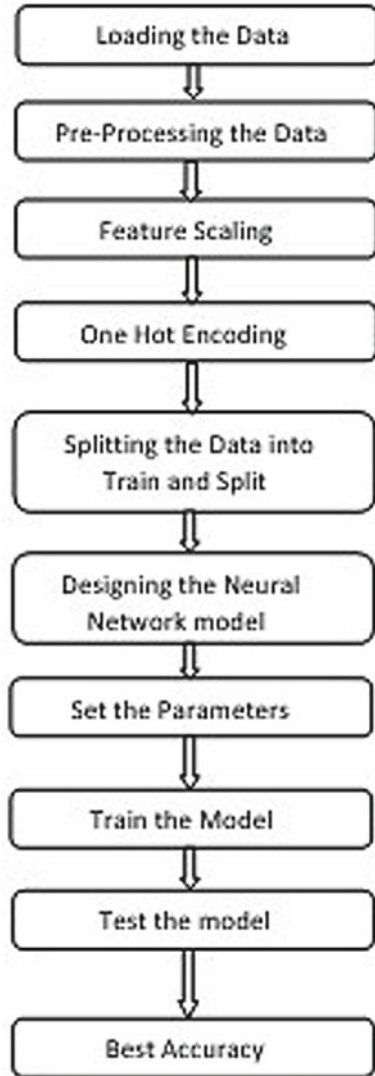 Loading the Data
Pre-Processing the Data
Feature Scaling
One Hot Encoding
Splitting the Data into
Train and Split
Designing the Neural
Network model
Set the Parameters
Train the Model
Test the model
Best Accuracy